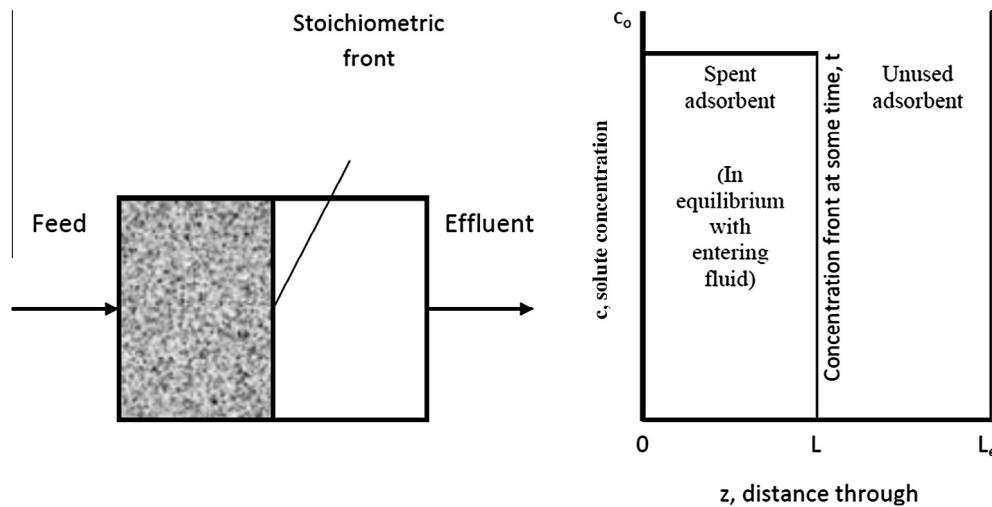 Stoichiometric
front
Feed
Effluent
c₀
Spent
adsorbent
Unused
adsorbent
(In
equilibrium
with
entering
fluid)
c, solute concentration
Concentration front at some time, t
0
L
Lₑ
z, distance through